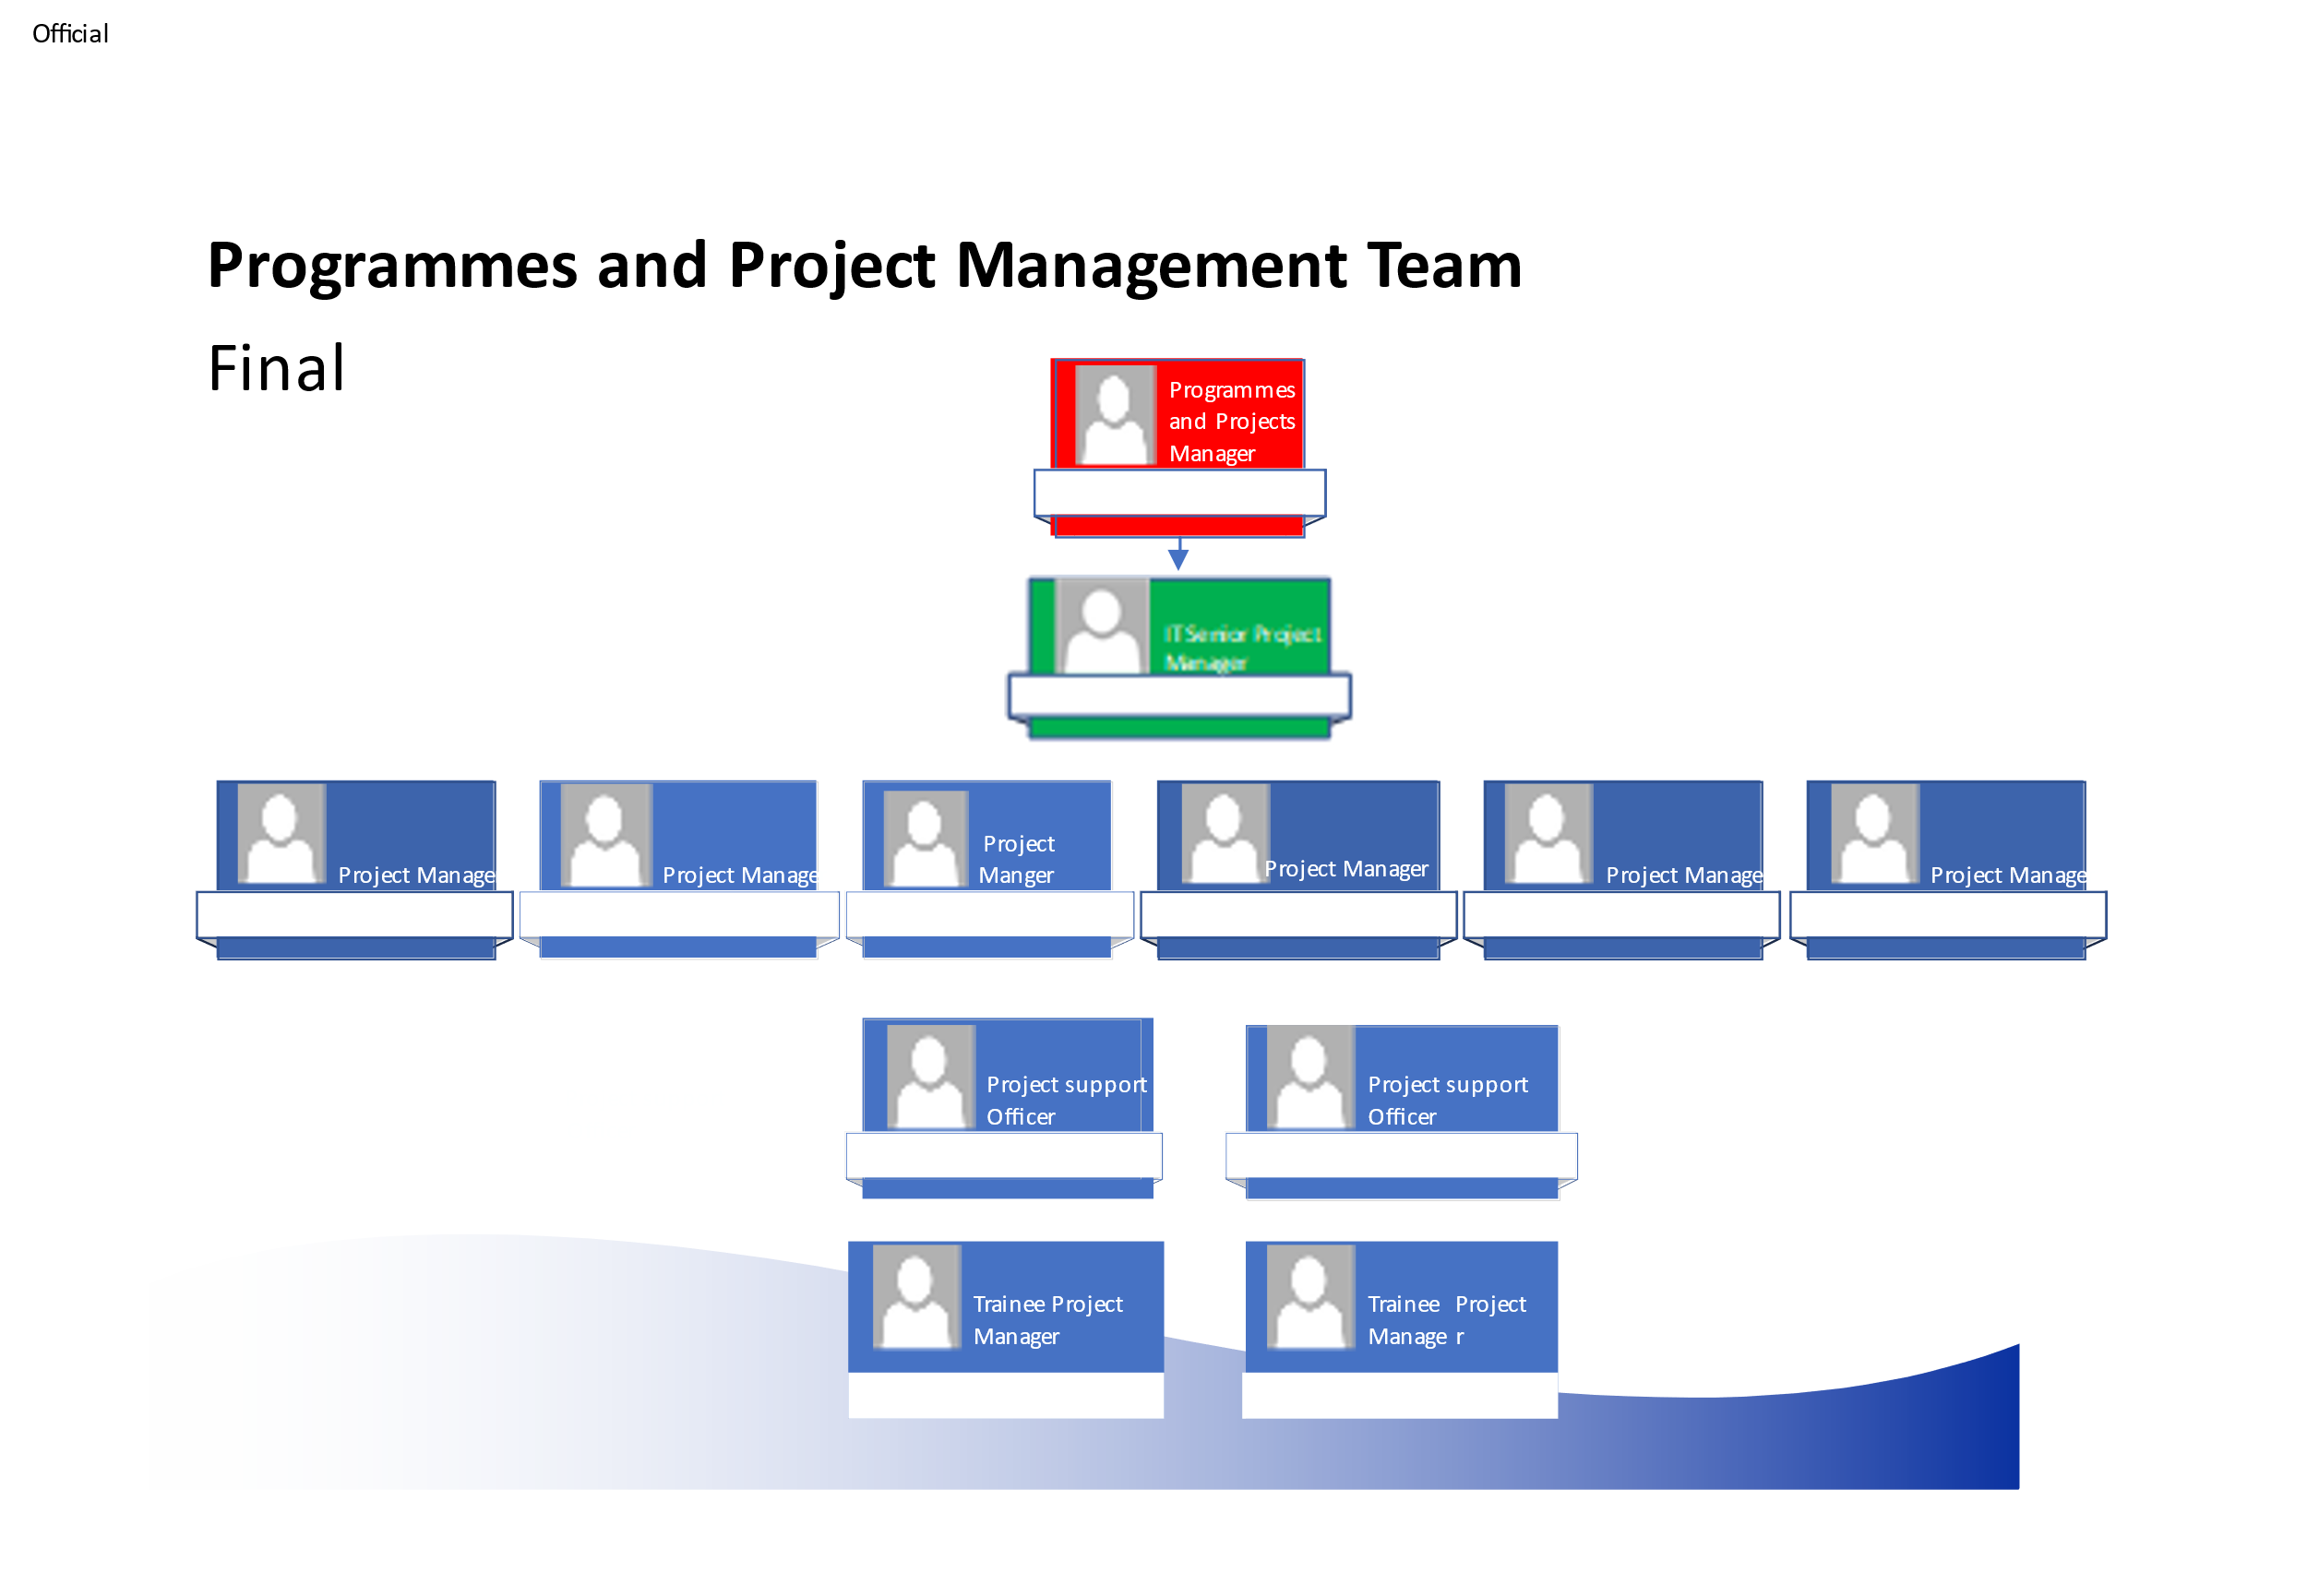 Official
Programmes and Project Management Team
Final
Programmes
and Projects
Manager
IT Senior Project
Manager
Project Manage
Project Manage
Project
Manger
Project Manager
Project Manage
Project Manage
Project support
Officer
Project support
Officer
Trainee Project
Manager
Trainee Project
Manage r